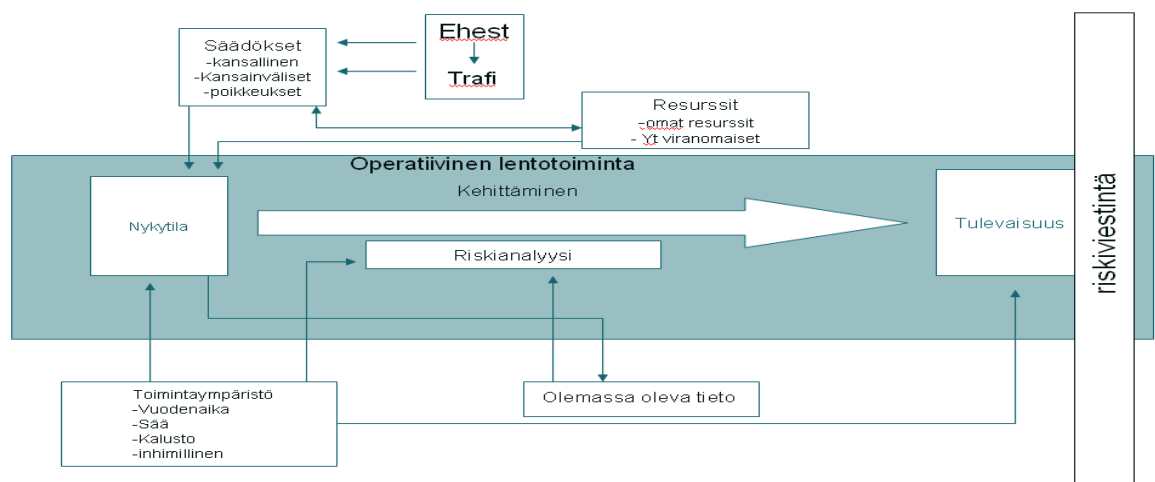 Säädökset
-kansallinen
-Kansainväliset
-poikkeukset
Ehest
Trafi
Resurssit
-omat resurssit
- Yt viranomaiset
Operatiivinen lentotoiminta
Kehittäminen
Nykytila
Riskianalyysi
Tulevaisuus
riskiviestintä
Toimintaympäristö
-Vuodenaika
-Sää
-Kalusto
-inhimillinen
Olemassa oleva tieto